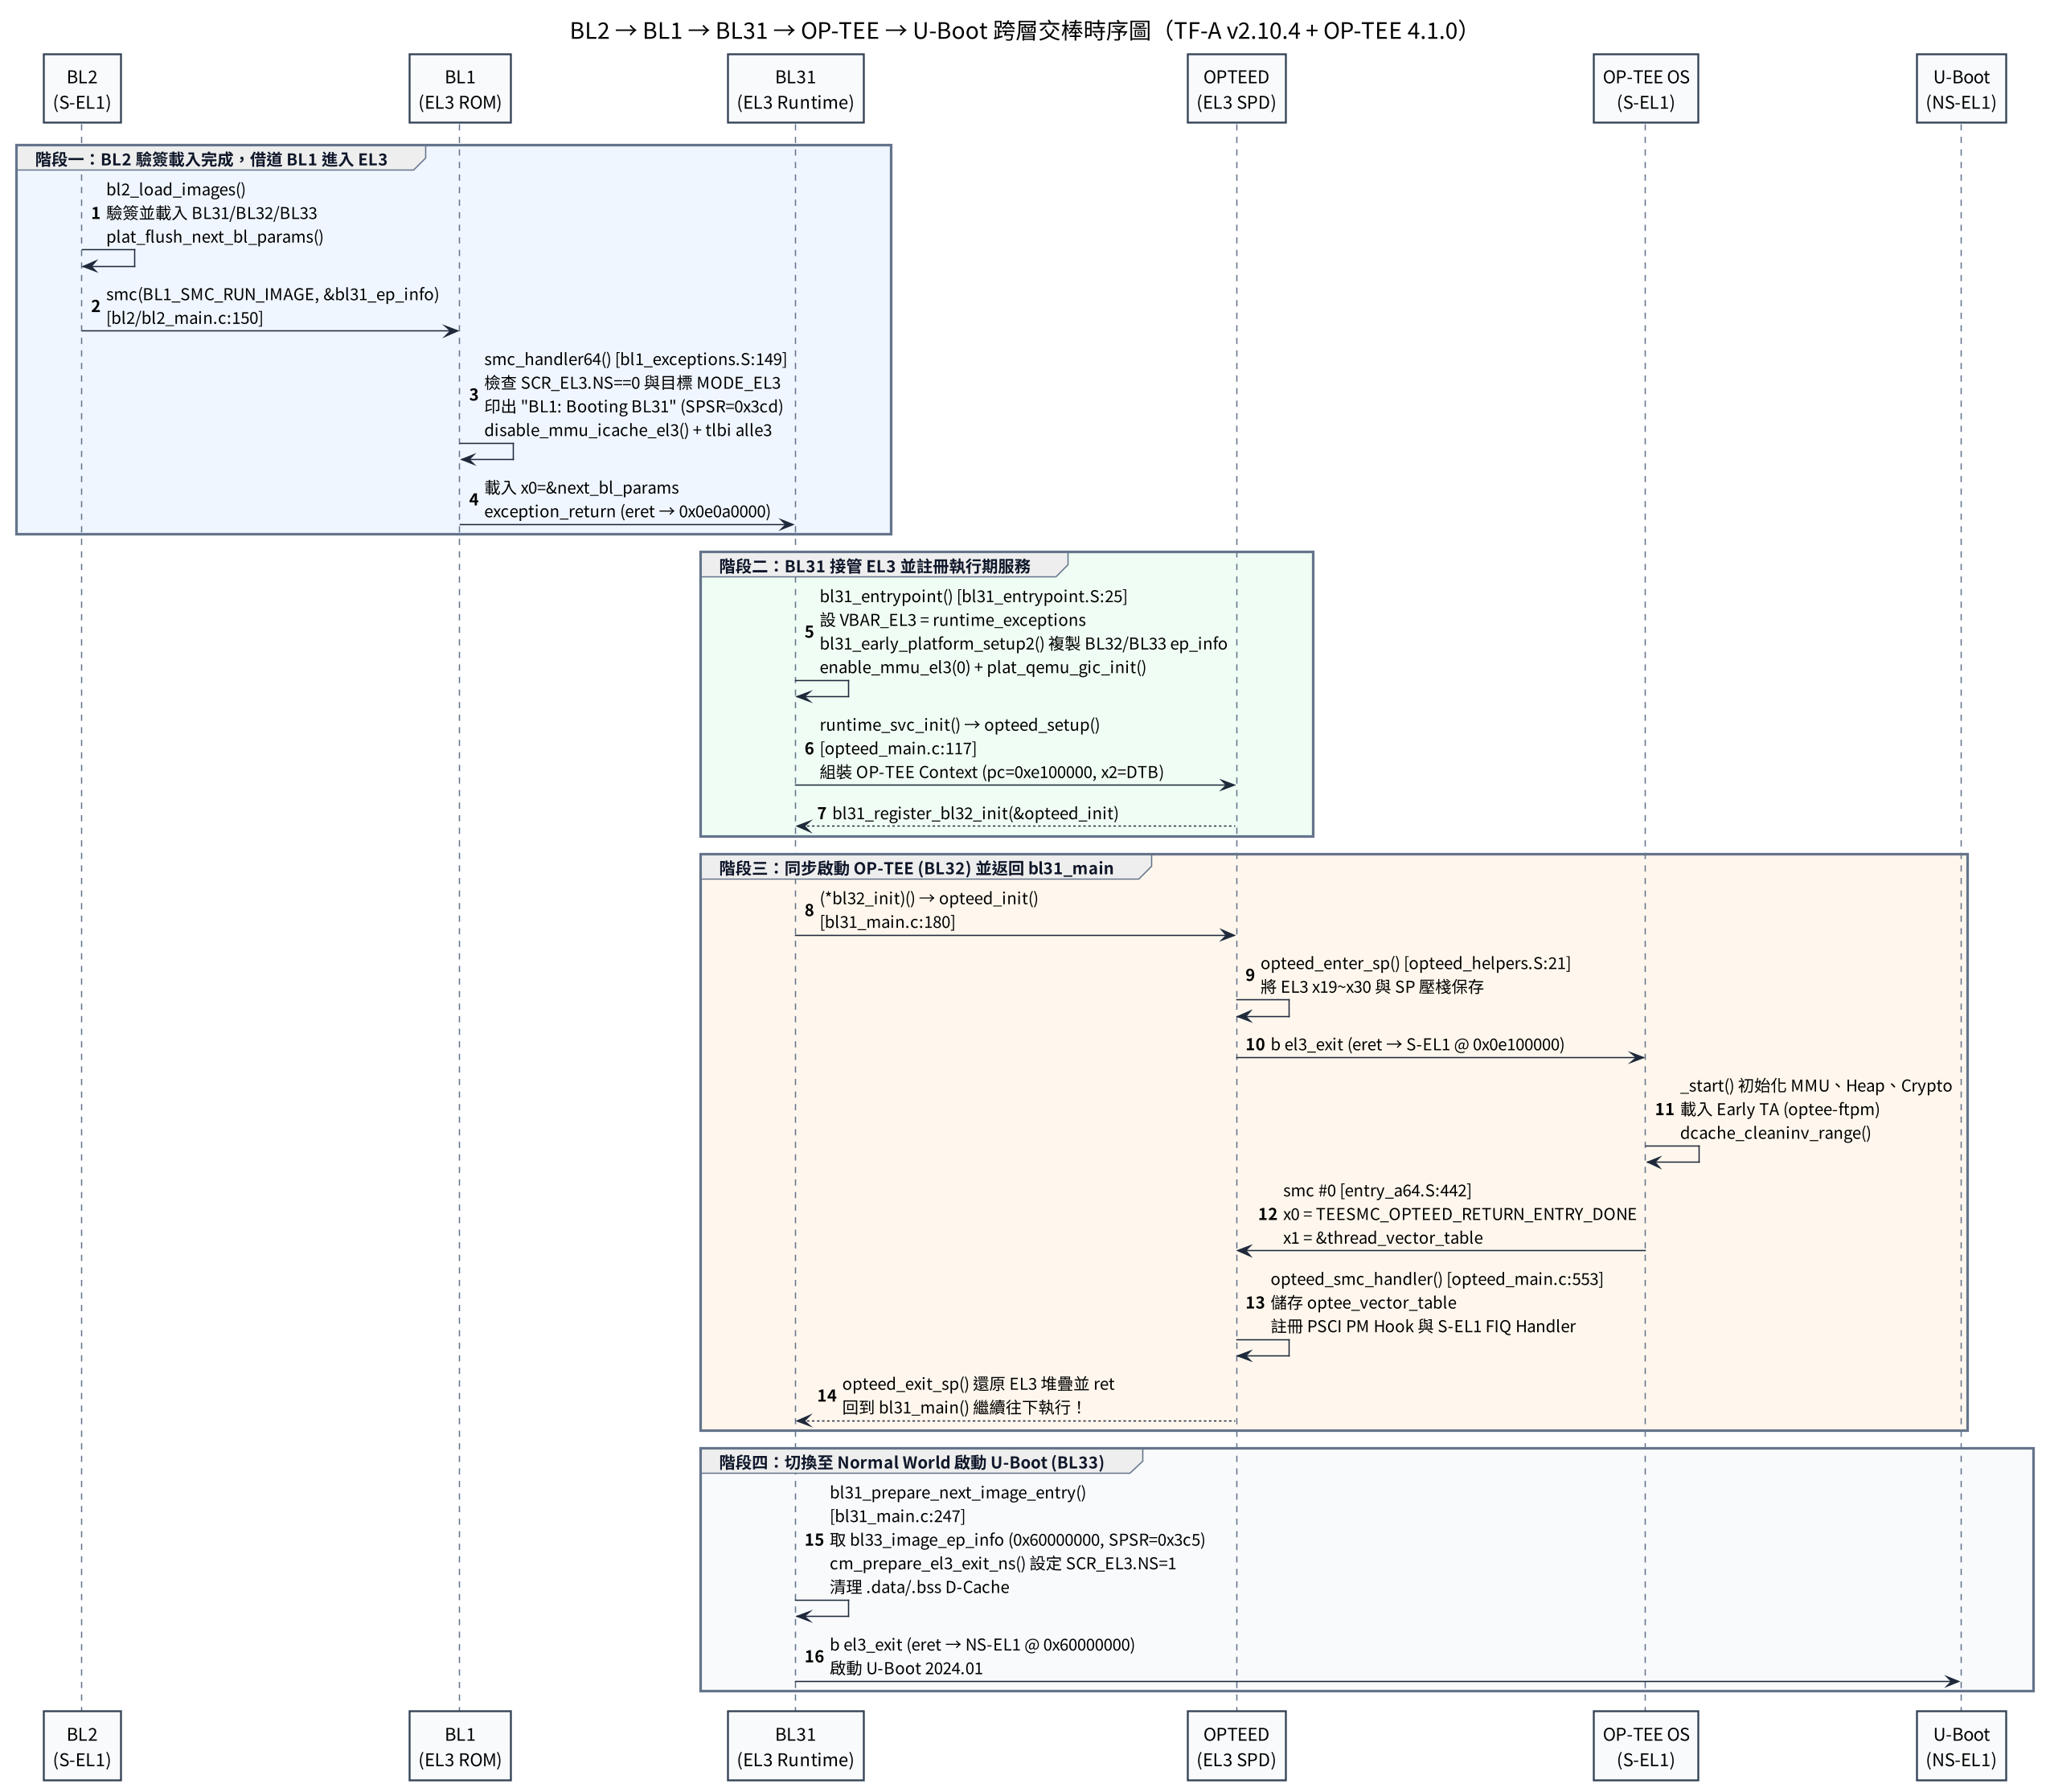 BL2 → BL1 → BL31 → OP-TEE → U-Boot 跨層交棒時序圖（TF-A v2.10.4 + OP-TEE 4.1.0）
BL2
(S-EL1)
BL1
(EL3 ROM)
BL31
(EL3 Runtime)
OPTEED
(EL3 SPD)
OP-TEE OS
(S-EL1)
U-Boot
(NS-EL1)
階段一：BL2 驗簽載入完成，借道 BL1 進入 EL3
bl2_load_images()
1 驗簽並載入 BL31/BL32/BL33
plat_flush_next_bl_params()
smc(BL1_SMC_RUN_IMAGE, &bl31_ep_info)
2 [bl2/bl2_main.c:150]
smc_handler64() [bl1_exceptions.S:149]
檢查 SCR_EL3.NS==0 與目標 MODE_EL3
3 印出 "BL1: Booting BL31" (SPSR=0x3cd)
disable_mmu_icache_el3() + tlbi alle3
載入 x0=&next_bl_params
4 exception_return (eret → 0x0e0a0000)
階段二：BL31 接管 EL3 並註冊執行期服務
bl31_entrypoint() [bl31_entrypoint.S:25]
設 VBAR_EL3 = runtime_exceptions
5 bl31_early_platform_setup2() 複製 BL32/BL33 ep_info
enable_mmu_el3(0) + plat_qemu_gic_init()
runtime_svc_init() → opteed_setup()
6 [opteed_main.c:117]
組裝 OP-TEE Context (pc=0xe100000, x2=DTB)
7 bl31_register_bl32_init(&opteed_init)
階段三：同步啟動 OP-TEE (BL32) 並返回 bl31_main
(*bl32_init)() → opteed_init()
8 [bl31_main.c:180]
opteed_enter_sp() [opteed_helpers.S:21]
9 將 EL3 x19~x30 與 SP 壓棧保存
10 b el3_exit (eret → S-EL1 @ 0x0e100000)
_start() 初始化 MMU、Heap、Crypto
11 載入 Early TA (optee-ftpm)
dcache_cleaninv_range()
smc #0 [entry_a64.S:442]
12 x0 = TEESMC_OPTEED_RETURN_ENTRY_DONE
x1 = &thread_vector_table
opteed_smc_handler() [opteed_main.c:553]
13 儲存 optee_vector_table
註冊 PSCI PM Hook 與 S-EL1 FIQ Handler
opteed_exit_sp() 還原 EL3 堆疊並 ret
14 回到 bl31_main() 繼續往下執行！
階段四：切換至 Normal World 啟動 U-Boot (BL33)
bl31_prepare_next_image_entry()
[bl31_main.c:247]
15 取 bl33_image_ep_info (0x60000000, SPSR=0x3c5)
cm_prepare_el3_exit_ns() 設定 SCR_EL3.NS=1
清理 .data/.bss D-Cache
b el3_exit (eret → NS-EL1 @ 0x60000000)
16 啟動 U-Boot 2024.01
BL2
(S-EL1)
BL1
(EL3 ROM)
BL31
(EL3 Runtime)
OPTEED
(EL3 SPD)
OP-TEE OS
(S-EL1)
U-Boot
(NS-EL1)